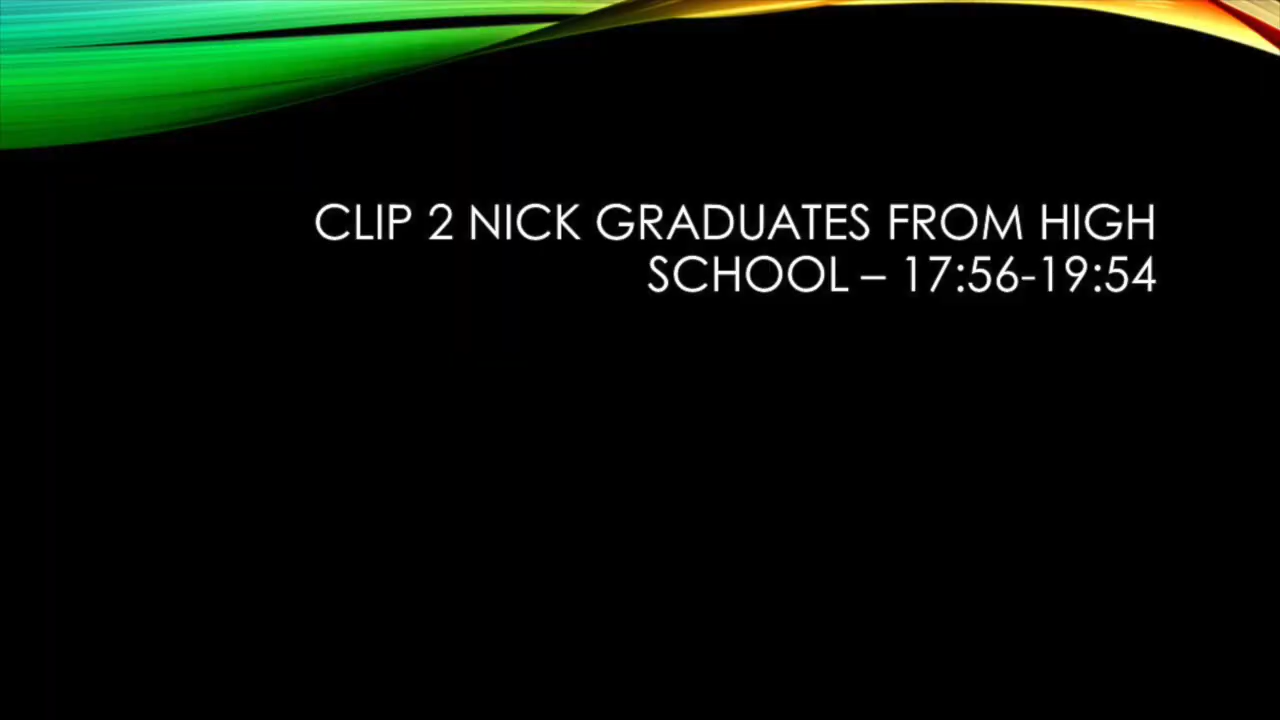 CLIP 2 NICK GRADUATES FROM HIGH
SCHOOL – 17:56-19:54